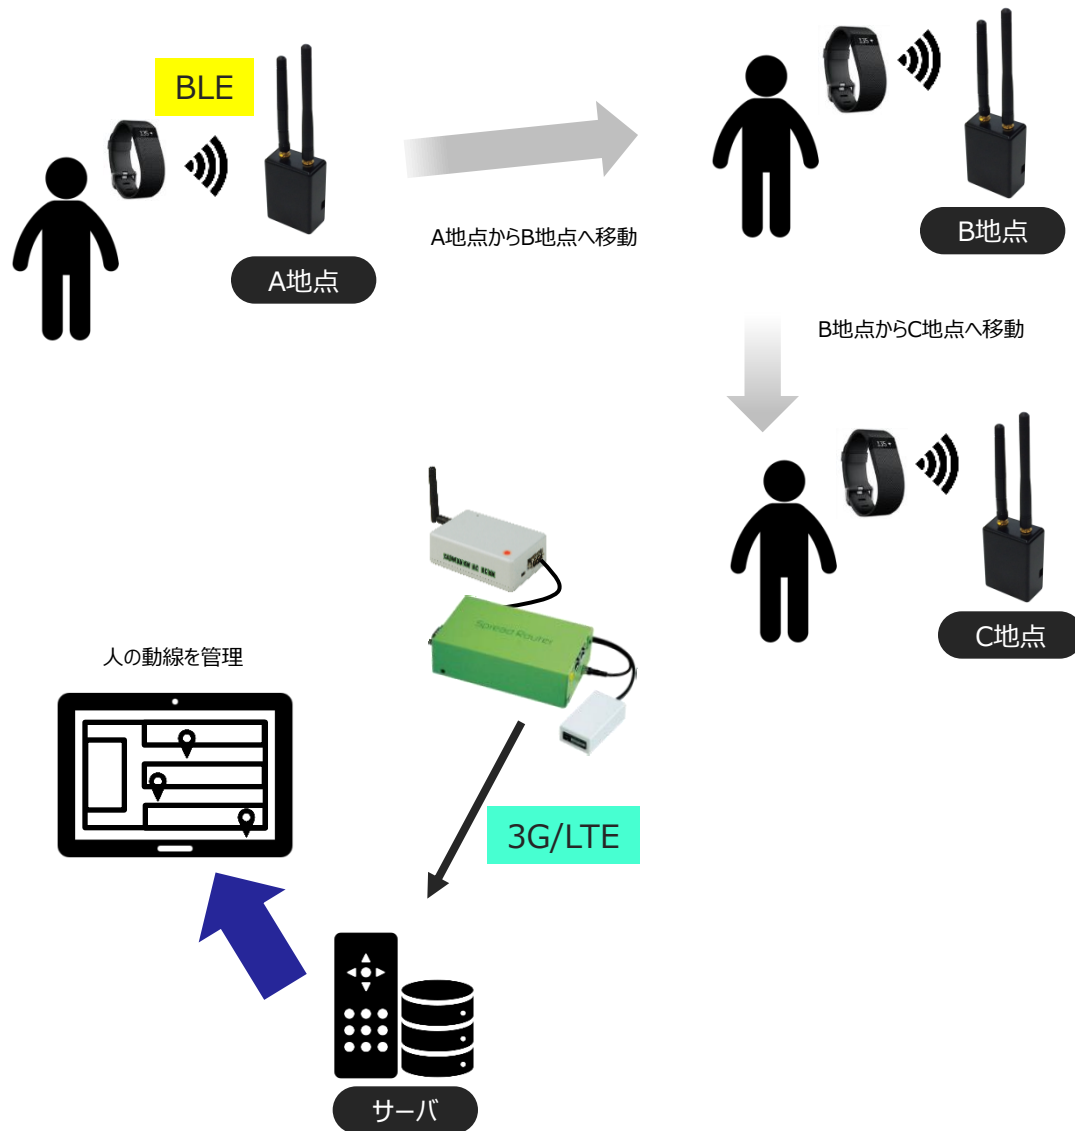 BLE
A地点
A地点からB地点へ移動
B地点
B地点からC地点へ移動
C地点
Spread Router
人の動線を管理
3G/LTE
サーバ